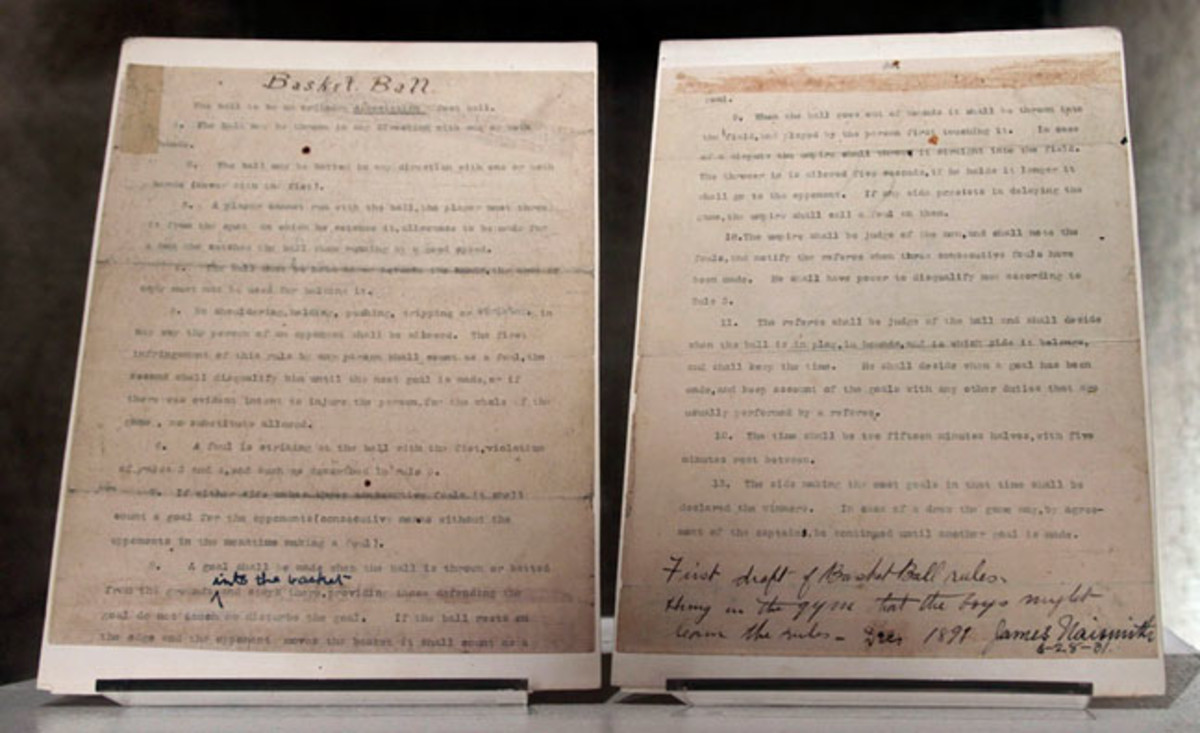 Basket Ball.
The ball to be an ordinary Association foot ball.
The ball may be thrown in any direction with one or both
hands.
The ball may be batted in any direction with one or both
hands (never with the fist).
A player cannot run with the ball, the player must throw
it from the spot on which he catches it, allowance to be made for
a man who catches the ball when running at a good speed.
The ball must be held
must not be used for holding it.
No shouldering, holding, pushing, tripping or striking, in
any way the person of an opponent shall be allowed. The first
infringement of this rule by any person shall count as a foul, the
second shall disqualify him until the next goal is made, or if
there was evident intent to injure the person, for the whole of the
game, no substitute allowed.
6. A foul is striking at the ball with the fist, violation
of rules 3 and 4, and such as described in rule 5.
7. If either side makes three consecutive fouls, it shall
count a goal for the opponents (consecutive means without the
opponents in the meantime making a foul).
8. A goal shall be made when the ball is thrown or batted
into the basket
from the grounds and stays there, providing those defending the
goal do not touch or disturb the goal. If the ball rests on
the edge and the opponent moves the basket it shall count as a
goal.
9. When the ball goes out of bounds it shall be thrown into
the field, and played by the person first touching it. In case
of a dispute the umpire shall throw it straight into the field.
The thrower in is allowed five seconds, if he holds it longer it
shall go to the opponent. If any side persists in delaying the
game, the umpire shall call a foul on them.
10. The umpire shall be judge of the men, and shall note the
fouls, and notify the referee when three consecutive fouls have
been made. He shall have power to disqualify men according to
Rule 5.
11. The referee shall be judge of the ball and shall decide
when the ball is in play, in bounds, and to which side it belongs,
and shall keep the time. He shall decide when a goal has been
made, and keep account of the goals with any other duties that are
usually performed by a referee.
12. The time shall be two fifteen minutes halves, with five
minutes rest between.
13. The side making the most goals in that time shall be
declared the winners. In case of a draw the game may, by agree-
ment of the captains, be continued until another goal is made.
First draft of Basket Ball rules.
Hung in the gym that the boys might
learn the rules - Dec 1891 James Naismith
6-28-31.